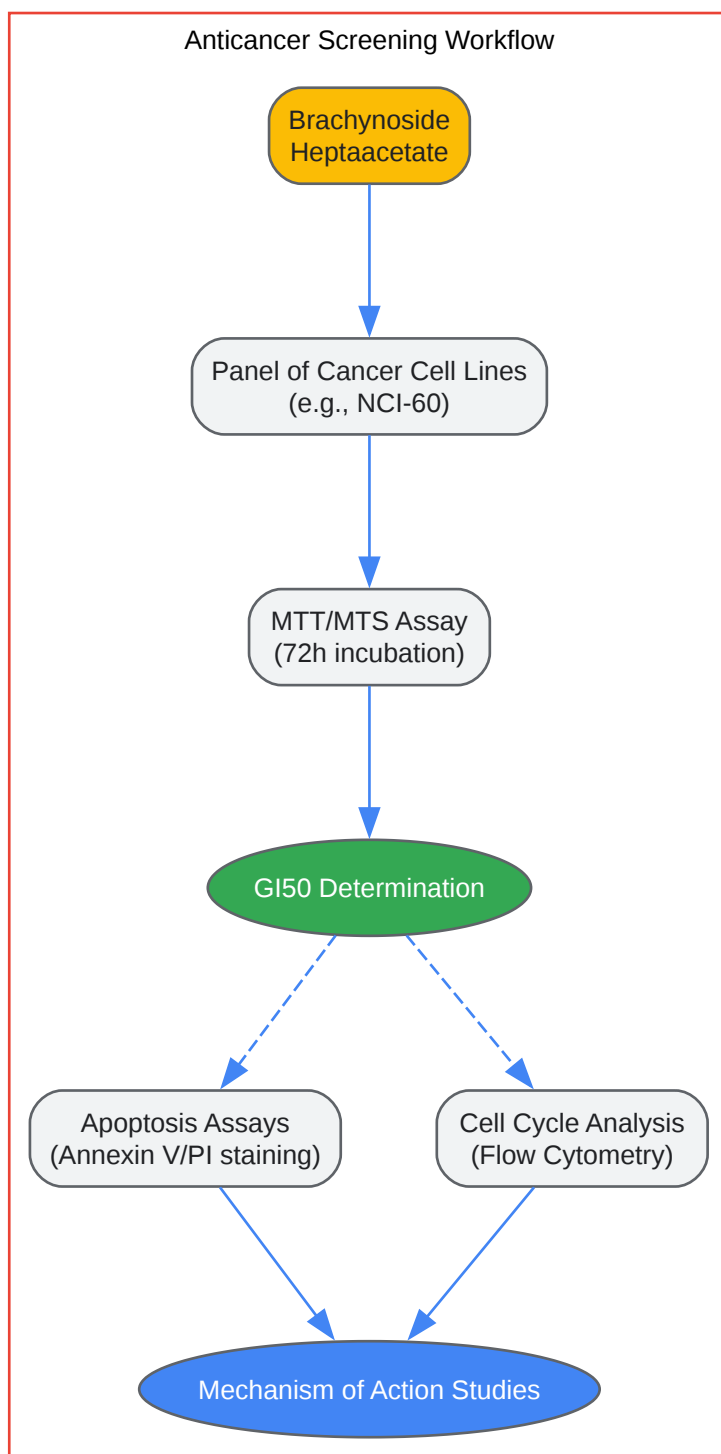 Anticancer Screening Workflow
Brachynoside
Heptaacetate
Panel of Cancer Cell Lines
(e.g., NCI-60)
MTT/MTS Assay
(72h incubation)
GI50 Determination
Apoptosis Assays
(Annexin V/PI staining)
Cell Cycle Analysis
(Flow Cytometry)
Mechanism of Action Studies